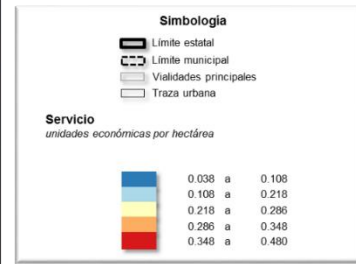 Simbología
Límite estatal
Límite municipal
Vialidades principales
Traza urbana
Servicio
unidades económicas por hectárea
0.038 a 0.108
0.108 a 0.218
0.218 a 0.286
0.286 a 0.348
0.348 a 0.480